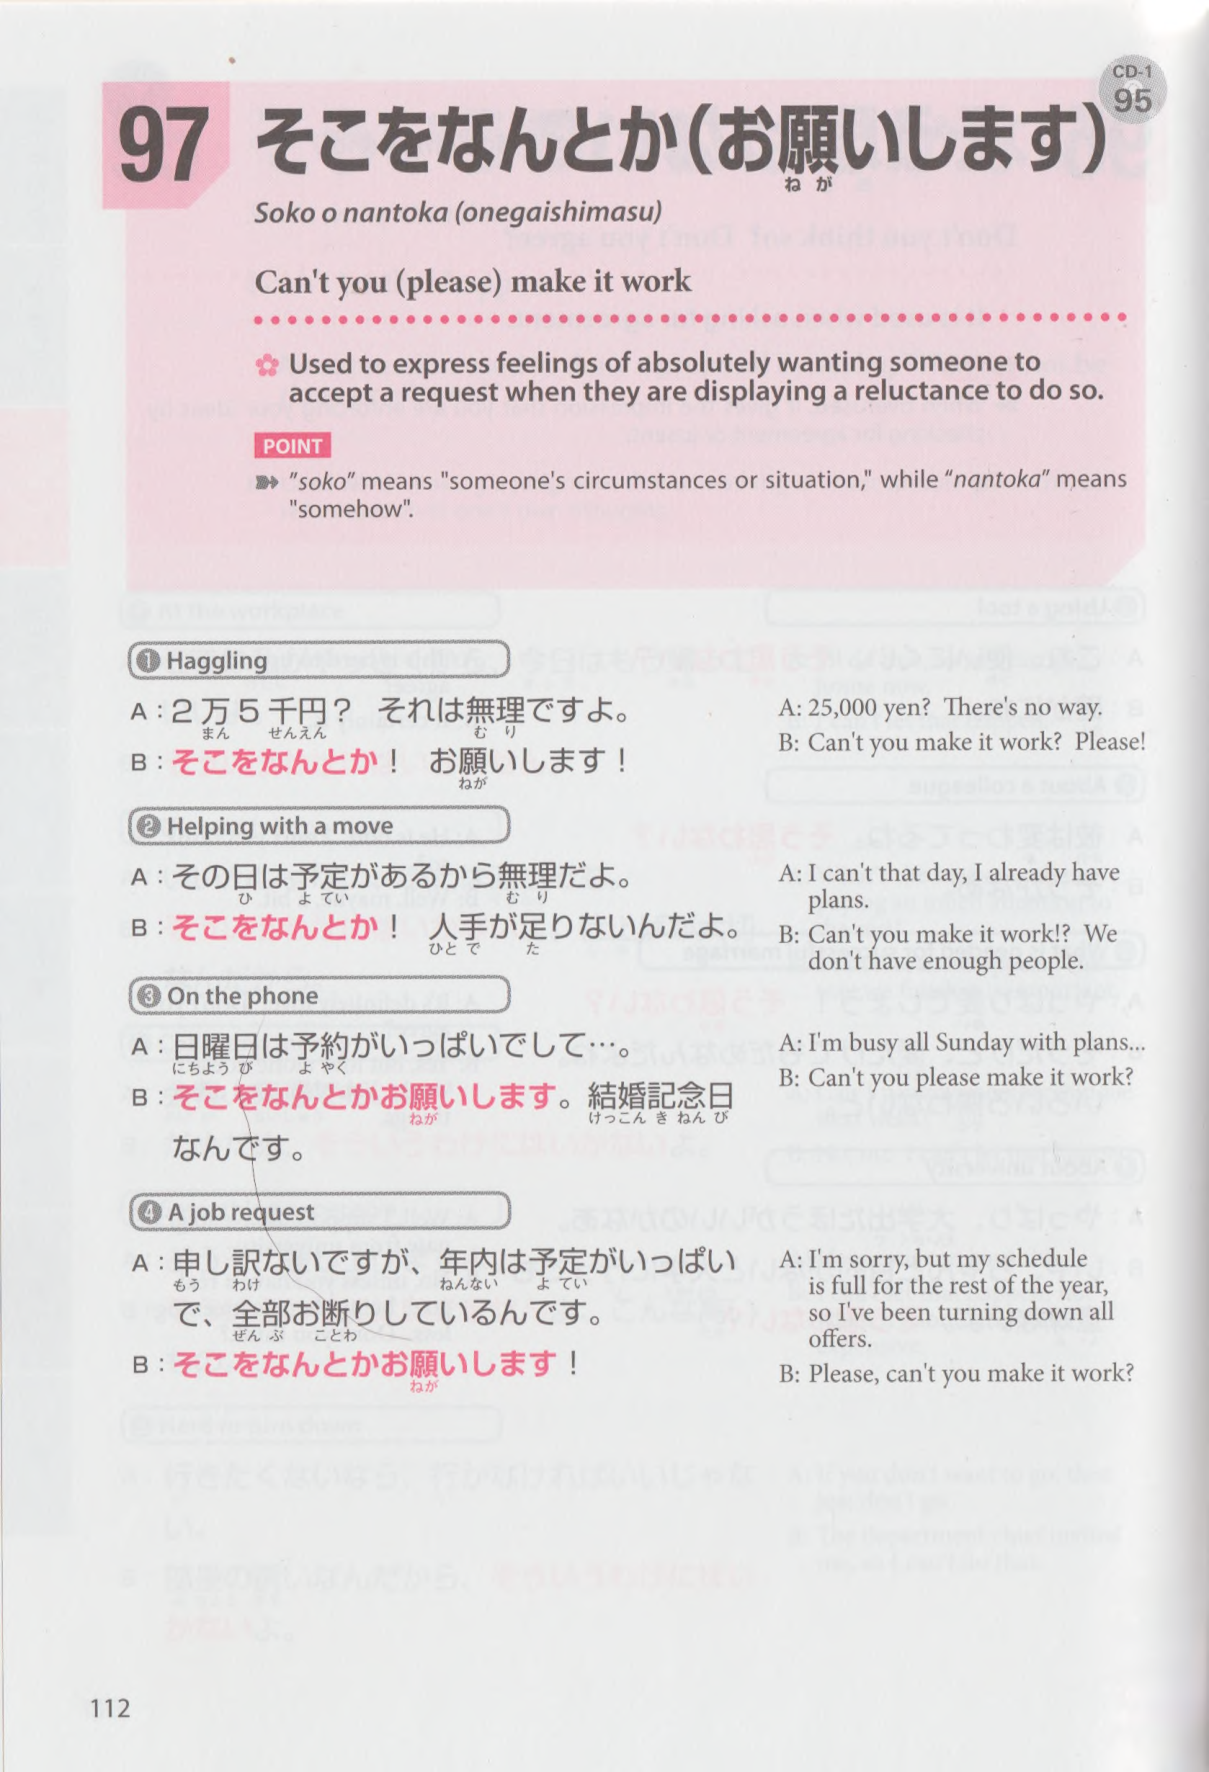 CD-1
95
97 そこをなんとか(お願いします)
ね が
Soko o nantoka (onegaishimasu)
Can't you (please) make it work
Used to express feelings of absolutely wanting someone to
accept a request when they are displaying a reluctance to do so.
POINT
"soko" means "someone's circumstances or situation," while "nantoka" means
"somehow".
❶ Haggling
A：2万5千円？ それは無理ですよ。
まん せんえん む り
B：そこをなんとか！ お願いします！
ねが
A: 25,000 yen? There's no way.
B: Can't you make it work? Please!
❷ Helping with a move
A：その日は予定があるから無理だよ。
ひ よ てい む り
B：そこをなんとか！ 人手が足りないんだよ。
ひと で た
A: I can't that day, I already have
plans.
B: Can't you make it work!? We
don't have enough people.
❸ On the phone
A：日曜日は予約がいっぱいでして…。
にちよう び よ やく
B：そこをなんとかお願いします。結婚記念日
ねが けっこん き ねん び
なんです。
A: I'm busy all Sunday with plans...
B: Can't you please make it work?
❹ A job request
A：申し訳ないですが、年内は予定がいっぱい
もう わけ ねんない よ てい
で、全部お断りしているんです。
ぜん ぶ ことわ
B：そこをなんとかお願いします！
ねが
A: I'm sorry, but my schedule
is full for the rest of the year,
so I've been turning down all
offers.
B: Please, can't you make it work?
112